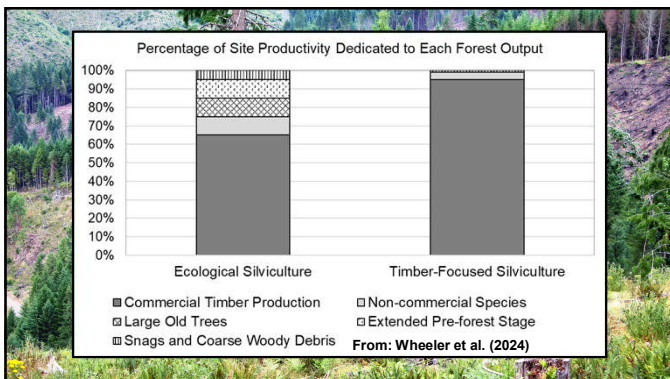 Percentage of Site Productivity Dedicated to Each Forest Output
100%
90%
80%
70%
60%
50%
40%
30%
20%
10%
0%
Ecological Silviculture
Timber-Focused Silviculture
Commercial Timber Production
Non-commercial Species
Large Old Trees
Extended Pre-forest Stage
Snags and Coarse Woody Debris
From: Wheeler et al. (2024)